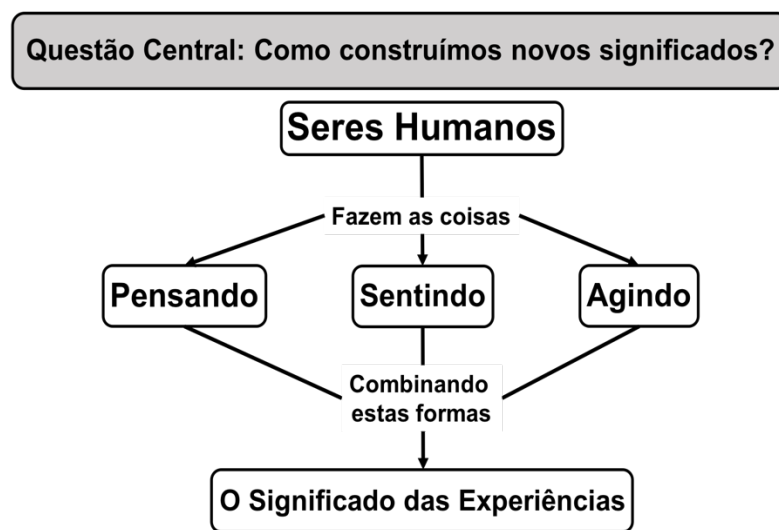 Questão Central: Como construímos novos significados?
Seres Humanos
Fazem as coisas
Pensando
Sentindo
Agindo
Combinando
estas formas
O Significado das Experiências